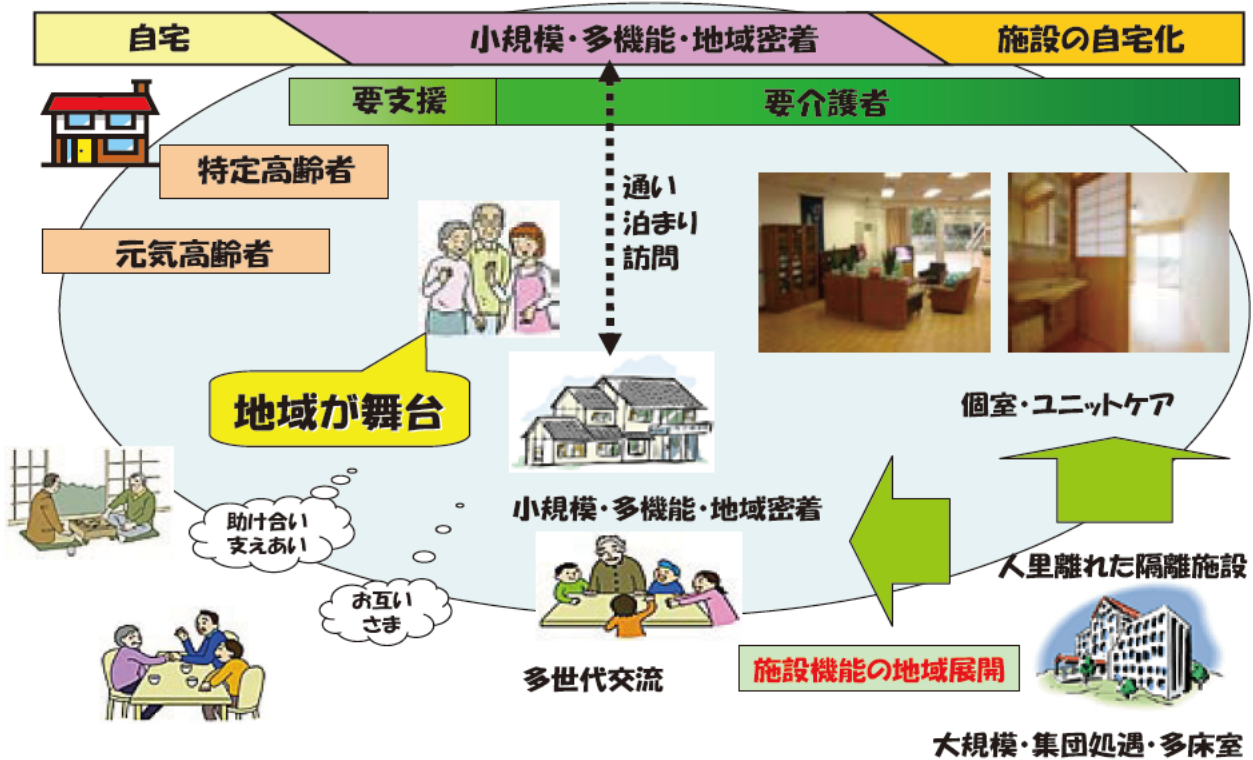 自宅
小規模・多機能・地域密着
施設の自宅化
要支援
要介護者
特定高齢者
元気高齢者
通い
泊まり
訪問
地域が舞台
個室・ユニットケア
助け合い
支えあい
小規模・多機能・地域密着
お互い
さま
人里離れた隔離施設
多世代交流
施設機能の地域展開
大規模・集団処遇・多床室